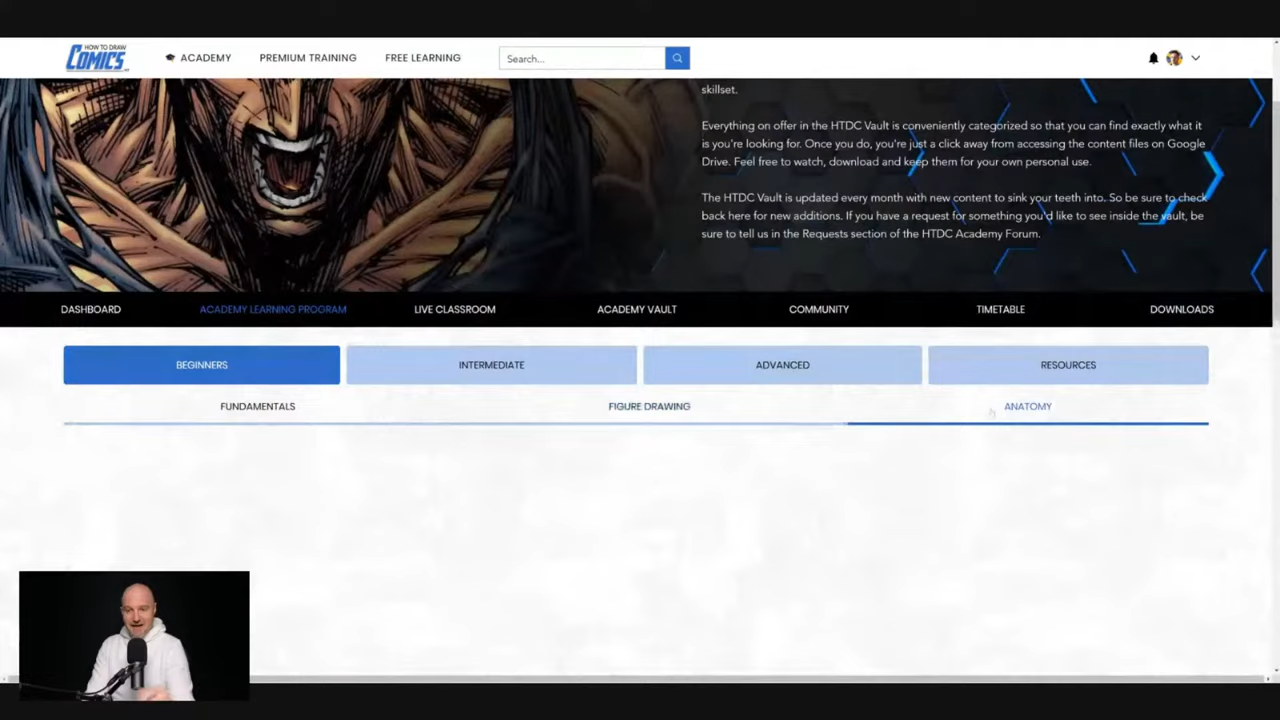 HOW TO DRAW
COMICS
ACADEMY
PREMIUM TRAINING
FREE LEARNING
Search...
skillset.
Everything on offer in the HTDC Vault is conveniently categorized so that you can find exactly what it
is you're looking for. Once you do, you're just a click away from accessing the content files on Google
Drive. Feel free to watch, download and keep them for your own personal use.
The HTDC Vault is updated every month with new content to sink your teeth into. So be sure to check
back here for new additions. If you have a request for something you'd like to see inside the vault, be
sure to tell us in the Requests section of the HTDC Academy Forum.
DASHBOARD
ACADEMY LEARNING PROGRAM
LIVE CLASSROOM
ACADEMY VAULT
COMMUNITY
TIMETABLE
DOWNLOADS
BEGINNERS
INTERMEDIATE
ADVANCED
RESOURCES
FUNDAMENTALS
FIGURE DRAWING
ANATOMY